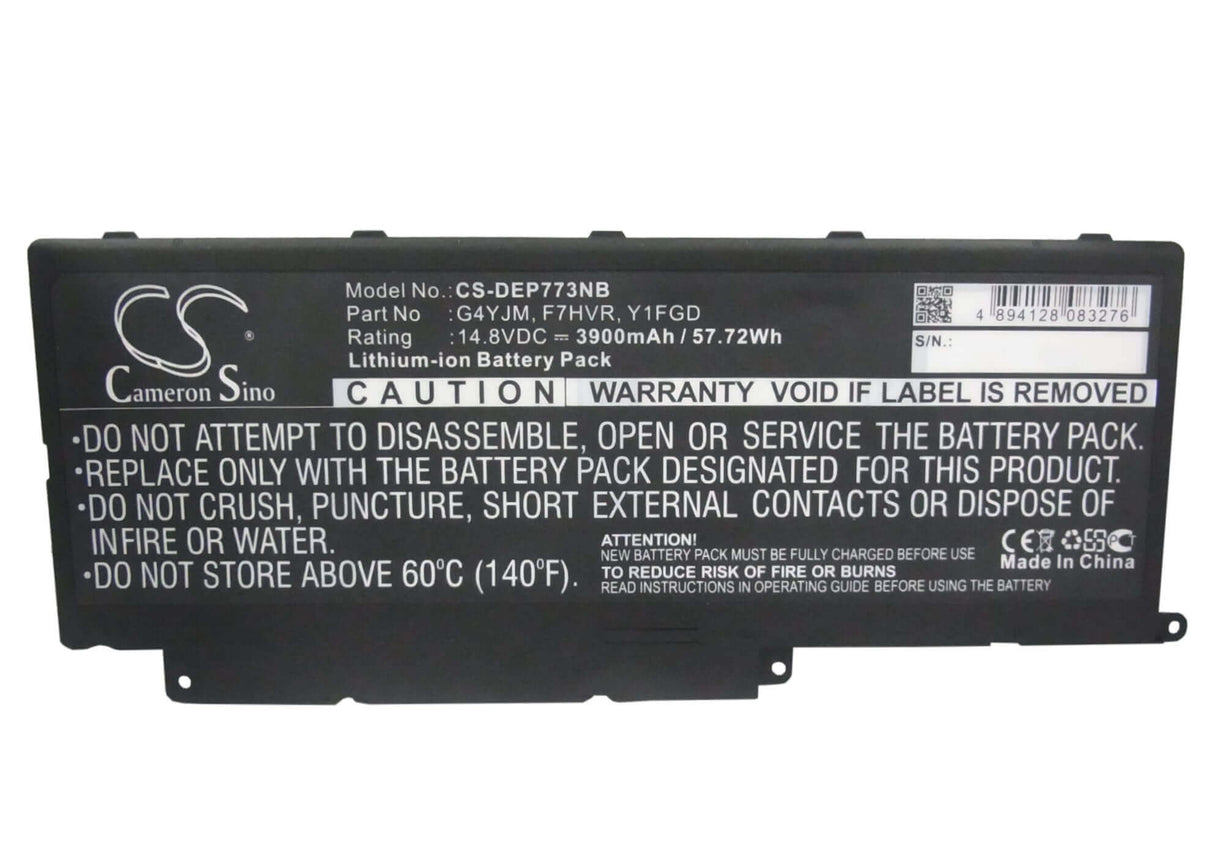 CS
Cameron Sino
®
Model No.: CS-DEP773NB
Part No : G4YJM, F7HVR, Y1FGD
Rating : 14.8VDC ⎓ 3900mAh / 57.72Wh
Lithium-ion Battery Pack
4 894128 083276
S/N.:
CAUTION WARRANTY VOID IF LABEL IS REMOVED
•DO NOT ATTEMPT TO DISASSEMBLE, OPEN OR SERVICE THE BATTERY PACK.
•REPLACE ONLY WITH THE BATTERY PACK DESIGNATED FOR THIS PRODUCT.
•DO NOT CRUSH, PUNCTURE, SHORT EXTERNAL CONTACTS OR DISPOSE OF
INFIRE OR WATER.
•DO NOT STORE ABOVE 60°C (140°F).
ATTENTION!
NEW BATTERY PACK MUST BE FULLY CHARGED BEFORE USE
TO REDUCE RISK OF FIRE OR BURNS
READ INSTRUCTIONS IN OPERATING GUIDE BEFORE USING THE BATTERY
CE
Made In China